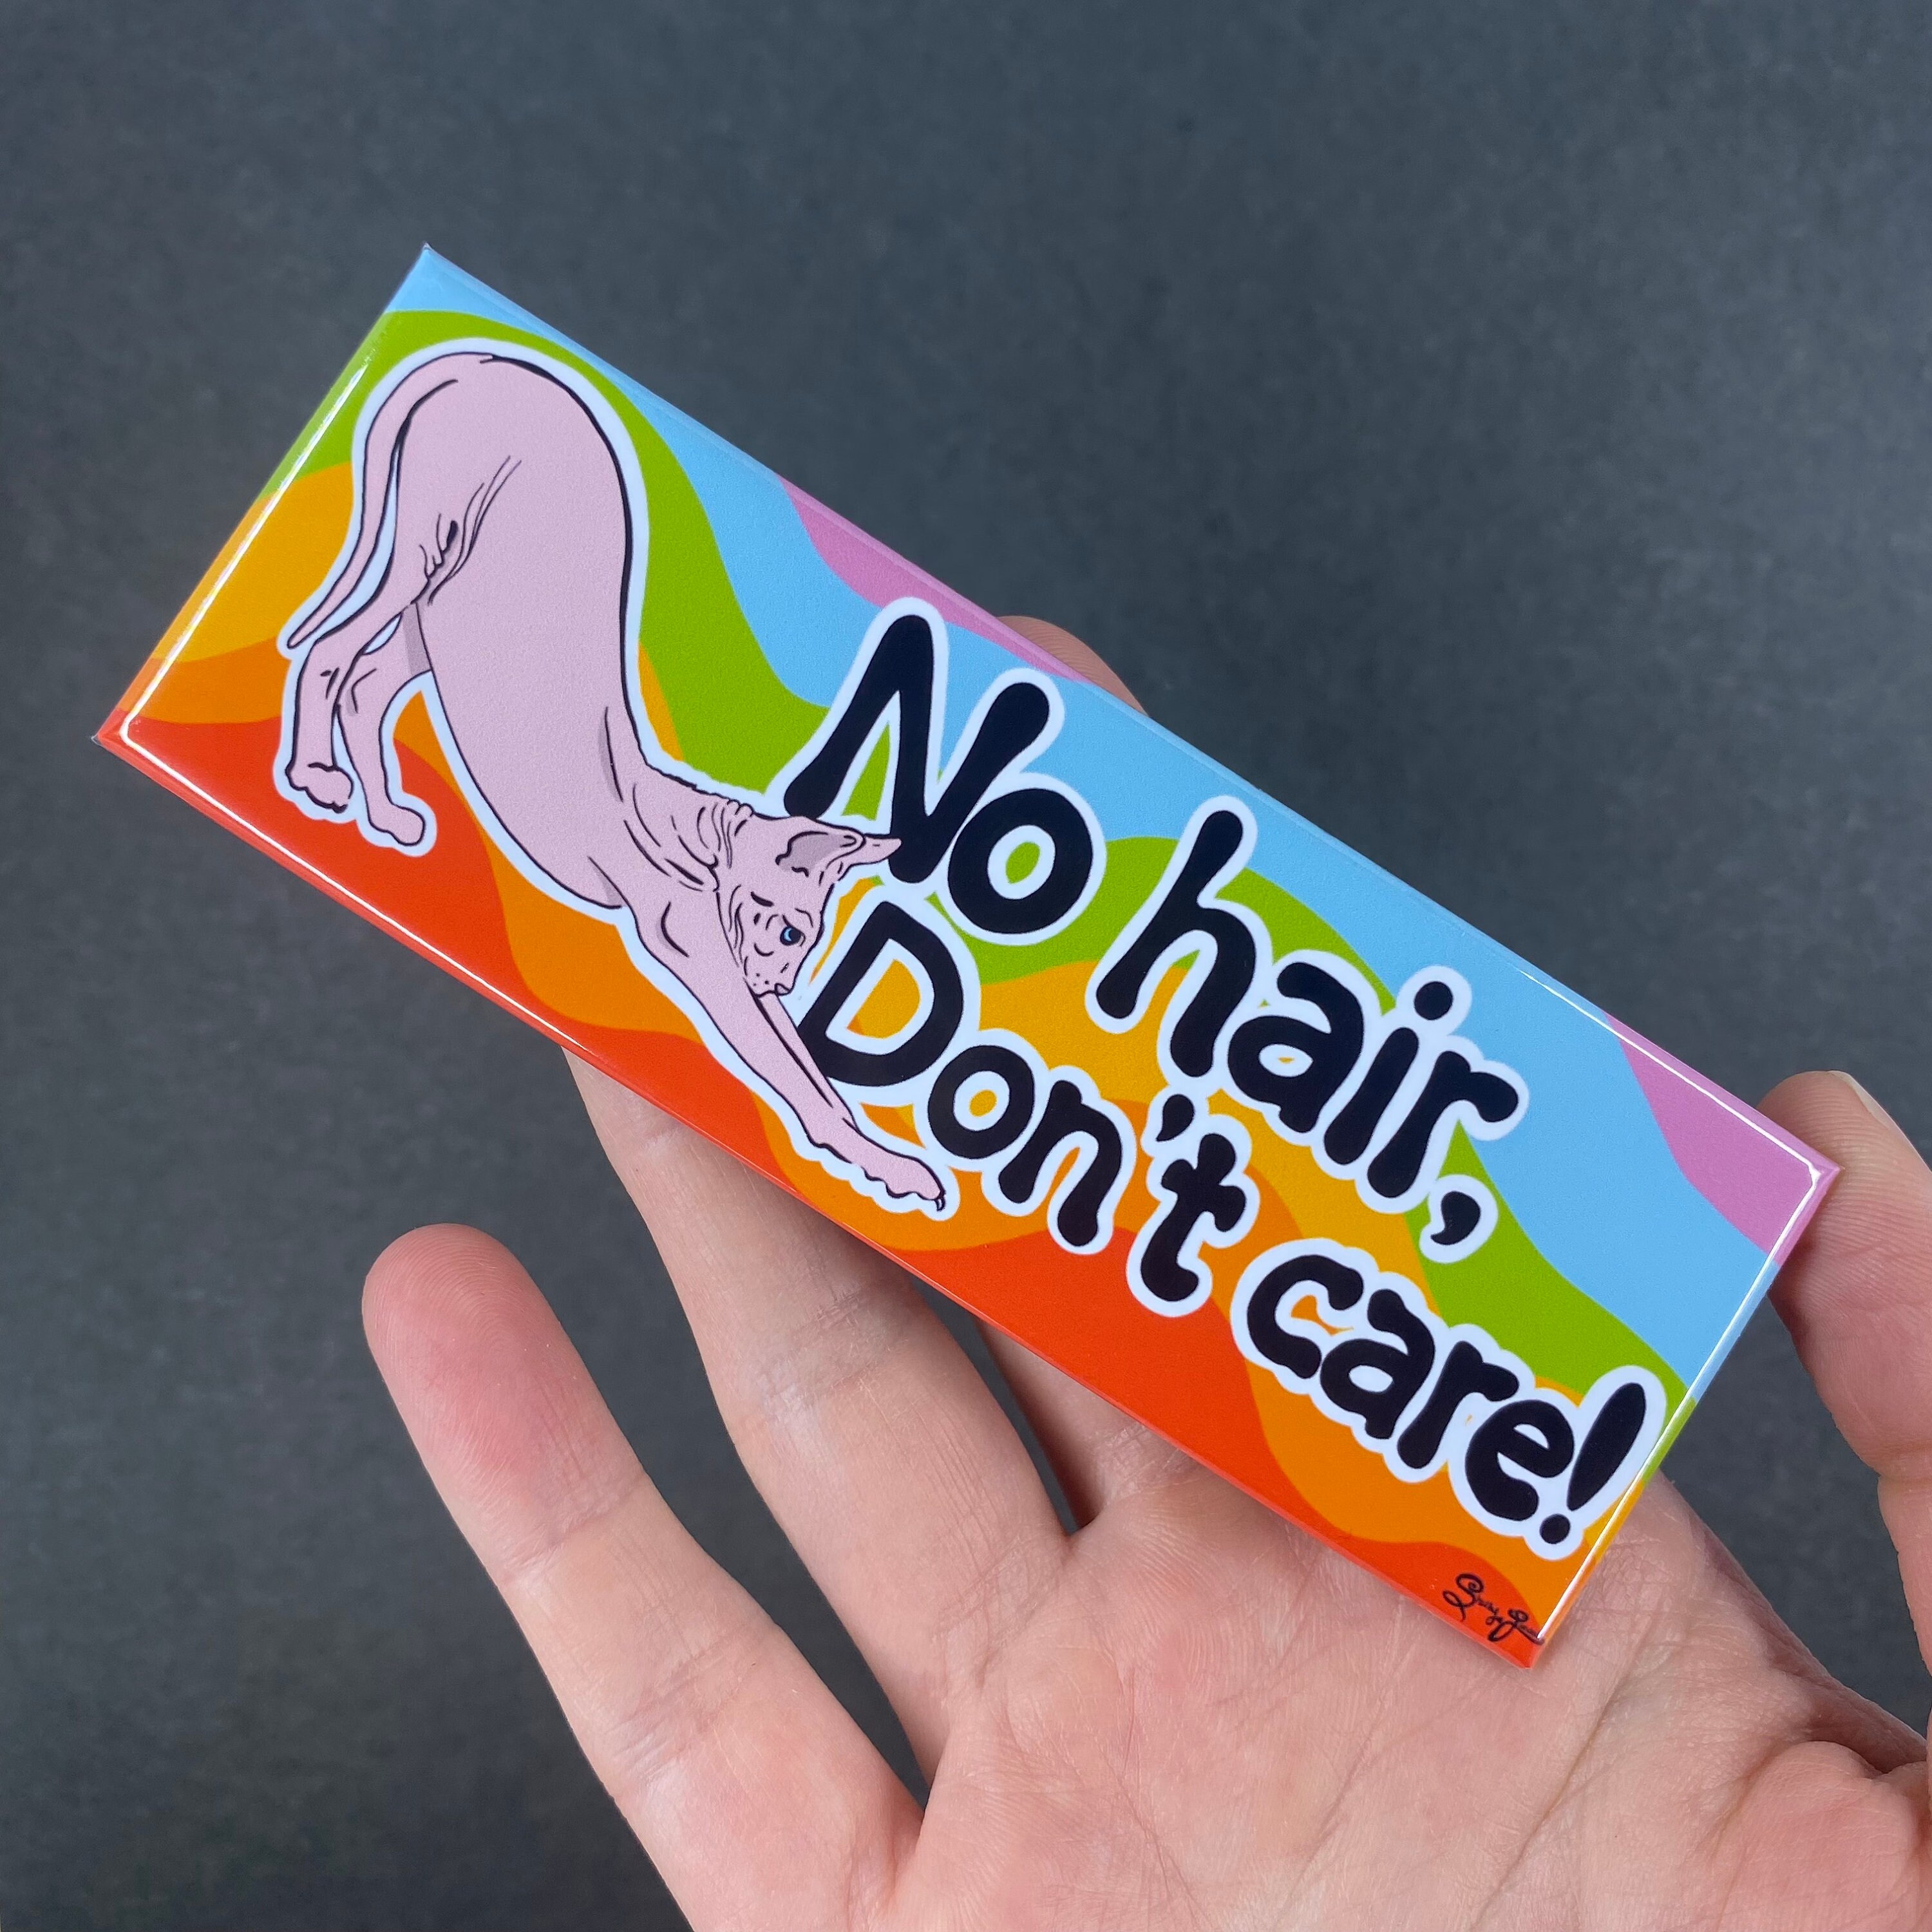 No hair,
Don't care!